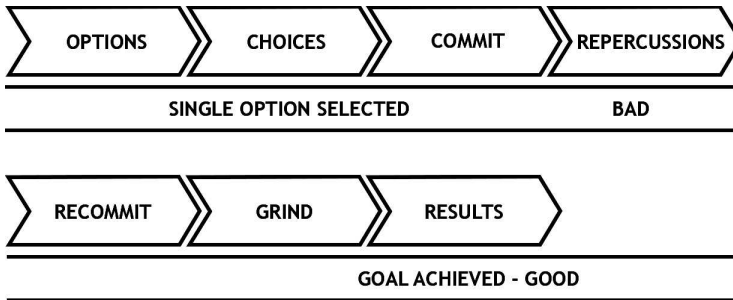 OPTIONS CHOICES COMMIT REPERCUSSIONS
SINGLE OPTION SELECTED BAD
RECOMMIT GRIND RESULTS
GOAL ACHIEVED - GOOD